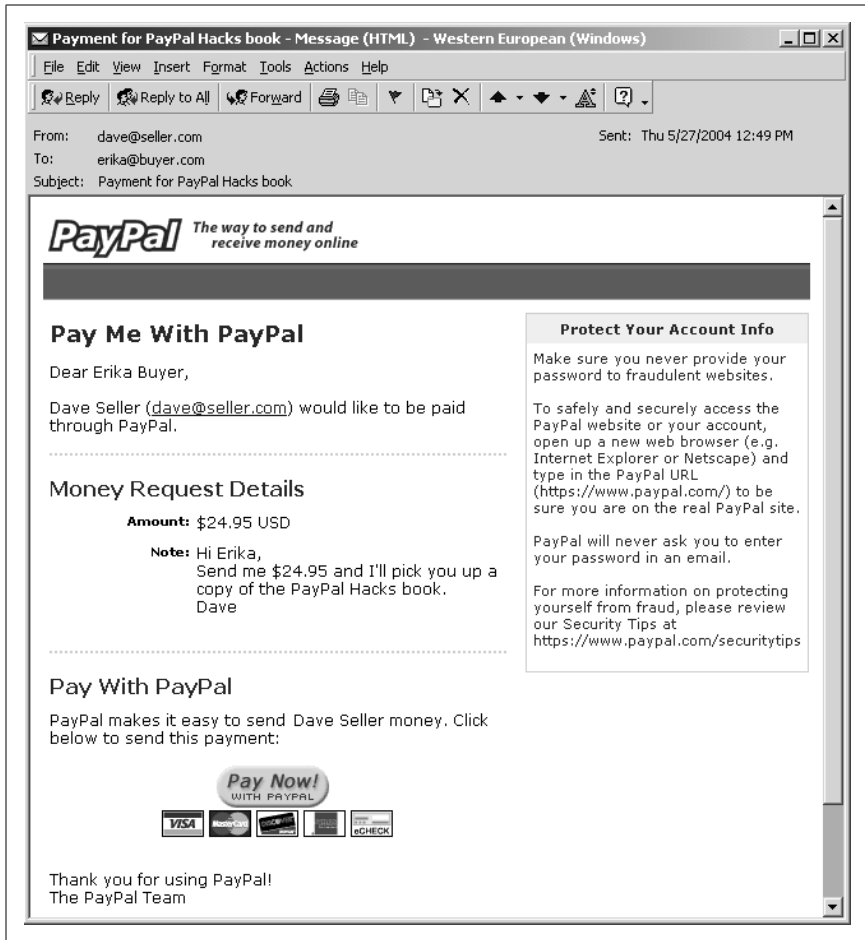 Payment for PayPal Hacks book - Message (HTML) - Western European (Windows)
File Edit View Insert Format Tools Actions Help
Reply Reply to All Forward
From: dave@seller.com Sent: Thu 5/27/2004 12:49 PM
To: erika@buyer.com
Subject: Payment for PayPal Hacks book
PayPal The way to send and
receive money online
Pay Me With PayPal
Dear Erika Buyer,
Dave Seller (dave@seller.com) would like to be paid
through PayPal.
Money Request Details
Amount: $24.95 USD
Note: Hi Erika,
Send me $24.95 and I'll pick you up a
copy of the PayPal Hacks book.
Dave
Pay With PayPal
PayPal makes it easy to send Dave Seller money. Click
below to send this payment:
Pay Now!
WITH PAYPAL
VISA MasterCard DISCOVER eCHECK
Thank you for using PayPal!
The PayPal Team
Protect Your Account Info
Make sure you never provide your
password to fraudulent websites.
To safely and securely access the
PayPal website or your account,
open up a new web browser (e.g.
Internet Explorer or Netscape) and
type in the PayPal URL
(https://www.paypal.com/) to be
sure you are on the real PayPal site.
PayPal will never ask you to enter
your password in an email.
For more information on protecting
yourself from fraud, please review
our Security Tips at
https://www.paypal.com/securitytips